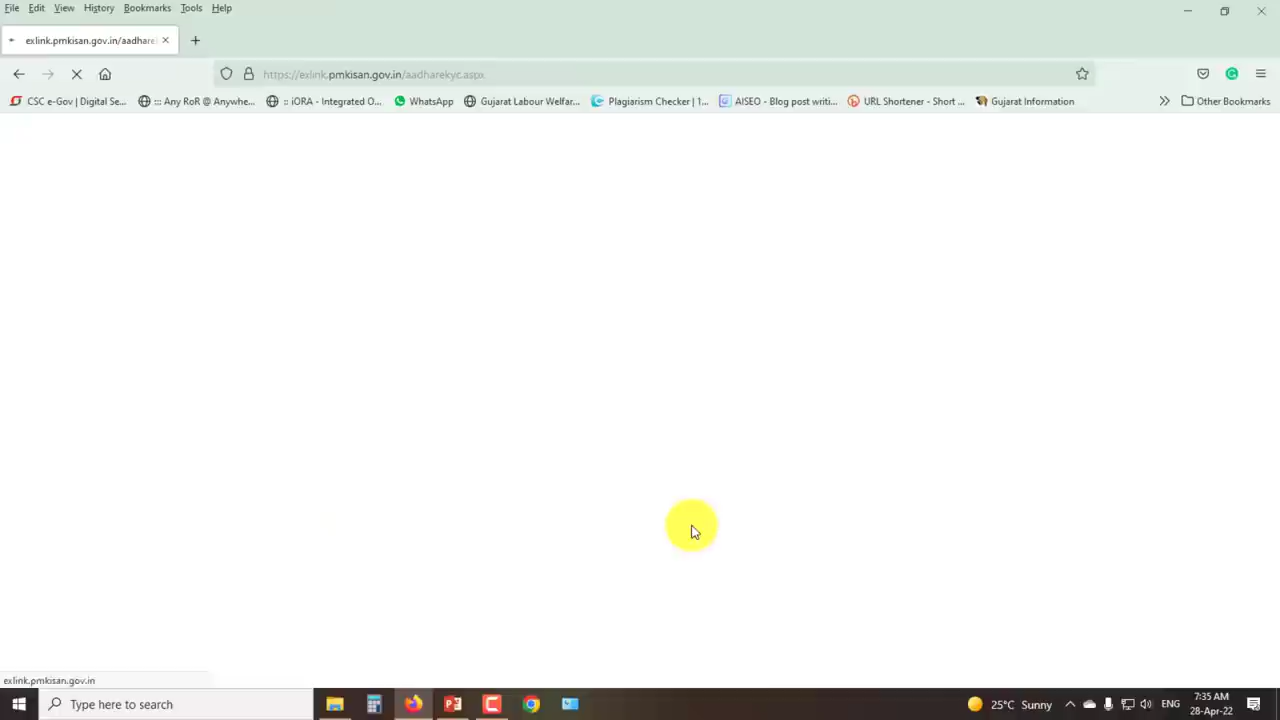 File Edit View History Bookmarks Tools Help
exlink.pmkisan.gov.in/aadhare
https://exlink.pmkisan.gov.in/aadharekyc.aspx
CSC e-Gov | Digital Se... ::: Any RoR @ Anywhe... :: iORA - Integrated O... WhatsApp Gujarat Labour Welfar... Plagiarism Checker | 1... AISEO - Blog post writi... URL Shortener - Short ... Gujarat Information Other Bookmarks
exlink.pmkisan.gov.in
Type here to search 25°C Sunny ENG 7:35 AM
28-Apr-22